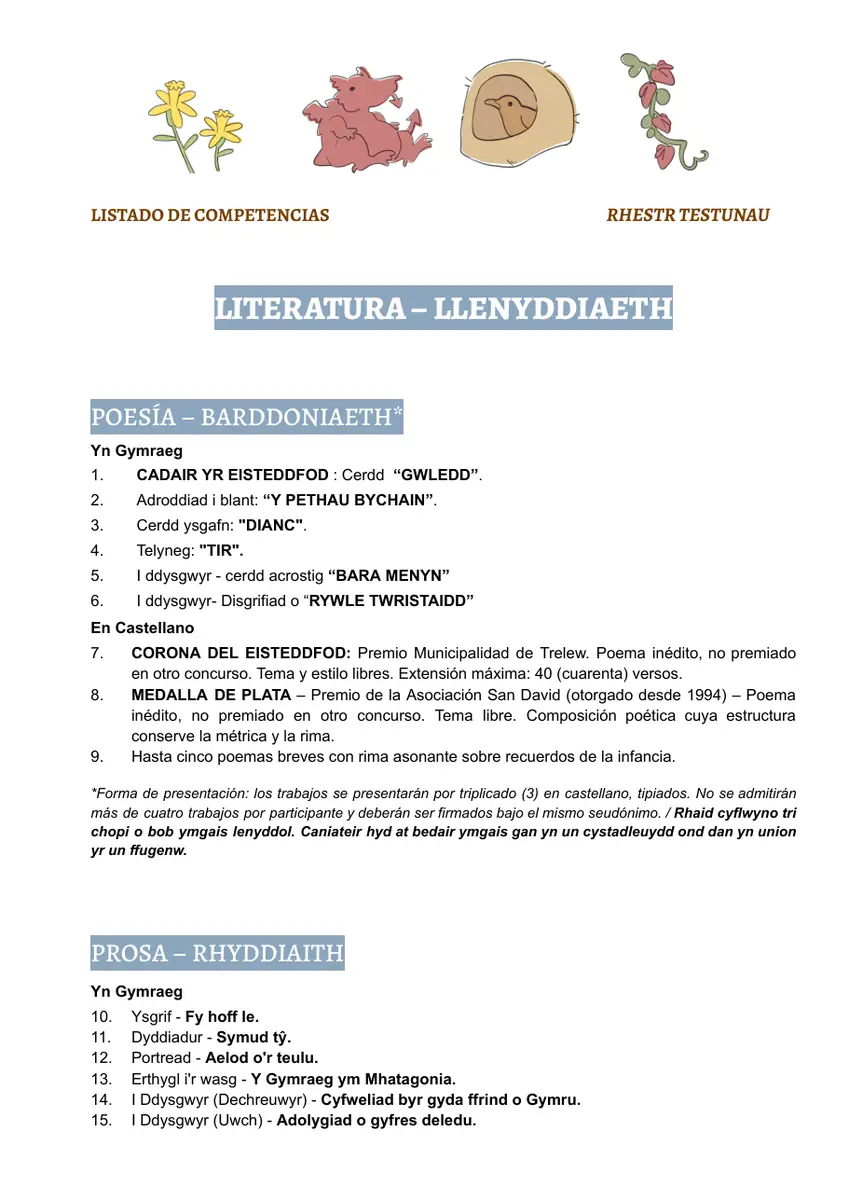 LISTADO DE COMPETENCIAS
RHESTR TESTUNAU
LITERATURA – LLENYDDIAETH
POESÍA – BARDDONIAETH*
Yn Gymraeg
1. CADAIR YR EISTEDDFOD : Cerdd “GWLEDD”.
2. Adroddiad i blant: “Y PETHAU BYCHAIN”.
3. Cerdd ysgafn: "DIANC".
4. Telyneg: "TIR".
5. I ddysgwyr - cerdd acrostig “BARA MENYN”
6. I ddysgwyr- Disgrifiad o “RYWLE TWRISTAIDD”
En Castellano
7. CORONA DEL EISTEDDFOD: Premio Municipalidad de Trelew. Poema inédito, no premiado
en otro concurso. Tema y estilo libres. Extensión máxima: 40 (cuarenta) versos.
8. MEDALLA DE PLATA – Premio de la Asociación San David (otorgado desde 1994) – Poema
inédito, no premiado en otro concurso. Tema libre. Composición poética cuya estructura
conserve la métrica y la rima.
9. Hasta cinco poemas breves con rima asonante sobre recuerdos de la infancia.
*Forma de presentación: los trabajos se presentarán por triplicado (3) en castellano, tipiados. No se admitirán
más de cuatro trabajos por participante y deberán ser firmados bajo el mismo seudónimo. / Rhaid cyflwyno tri
chopi o bob ymgais lenyddol. Caniateir hyd at bedair ymgais gan yn un cystadleuydd ond dan yn union
yr un ffugenw.
PROSA – RHYDDIAITH
Yn Gymraeg
10. Ysgrif - Fy hoff le.
11. Dyddiadur - Symud tŷ.
12. Portread - Aelod o'r teulu.
13. Erthygl i'r wasg - Y Gymraeg ym Mhatagonia.
14. I Ddysgwyr (Dechreuwyr) - Cyfweliad byr gyda ffrind o Gymru.
15. I Ddysgwyr (Uwch) - Adolygiad o gyfres deledu.